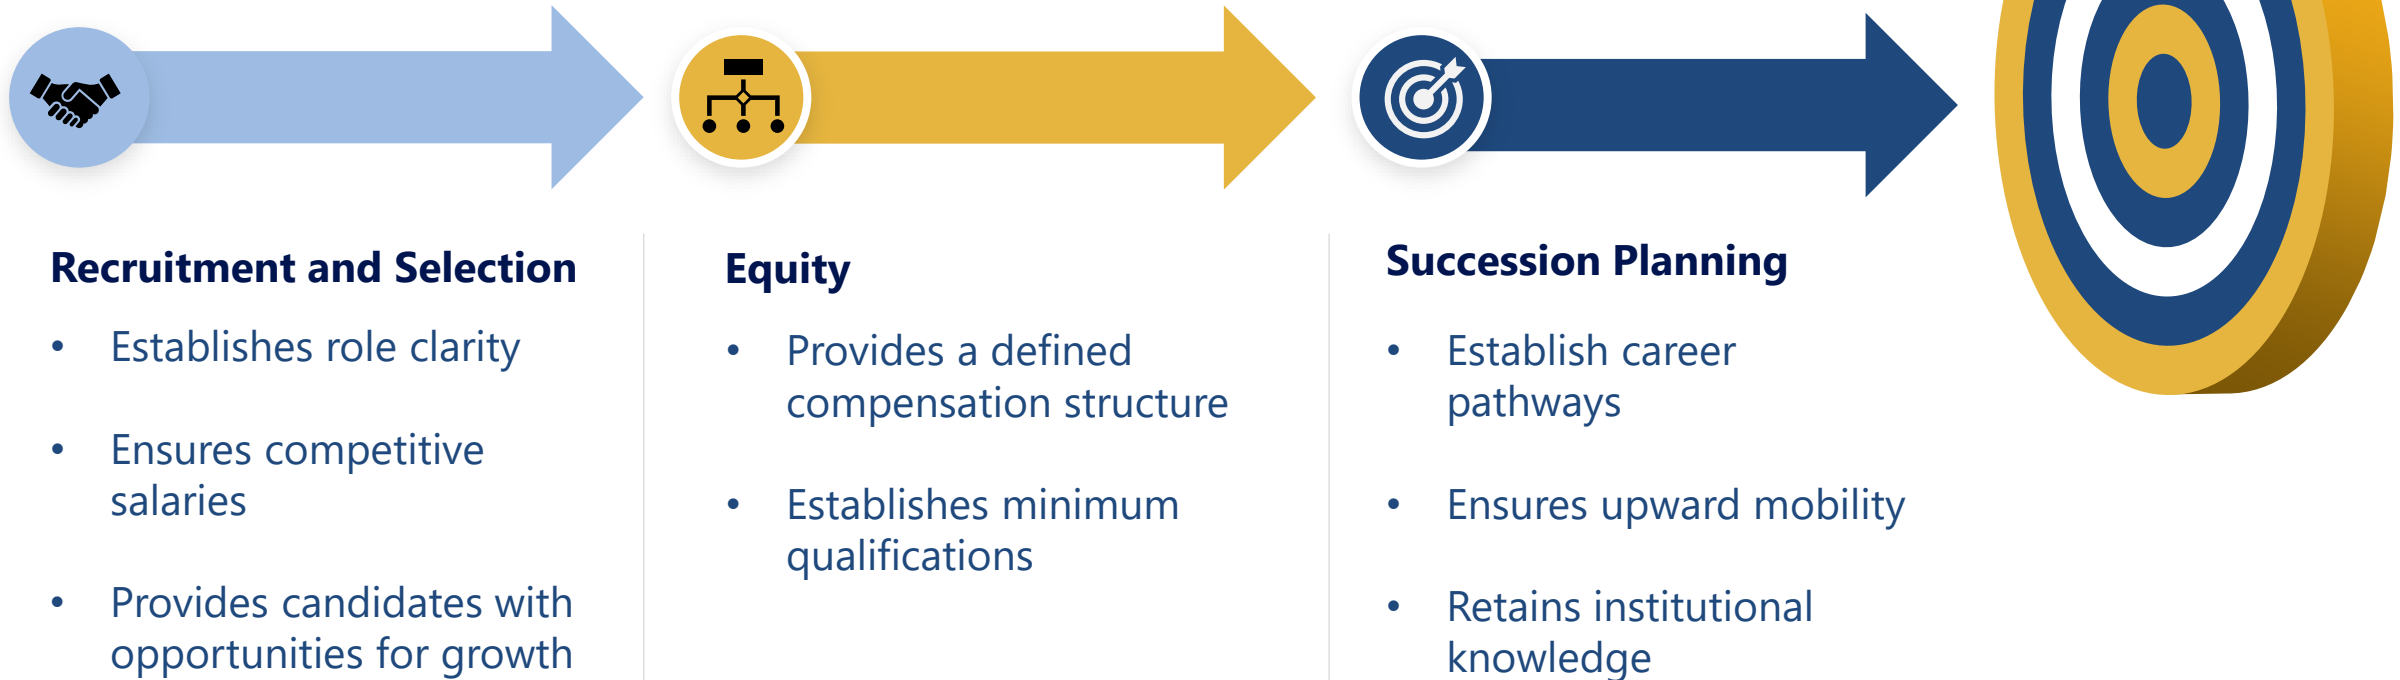 Recruitment and Selection
• Establishes role clarity
• Ensures competitive
salaries
• Provides candidates with
opportunities for growth
Equity
• Provides a defined
compensation structure
• Establishes minimum
qualifications
Succession Planning
• Establish career
pathways
• Ensures upward mobility
• Retains institutional
knowledge